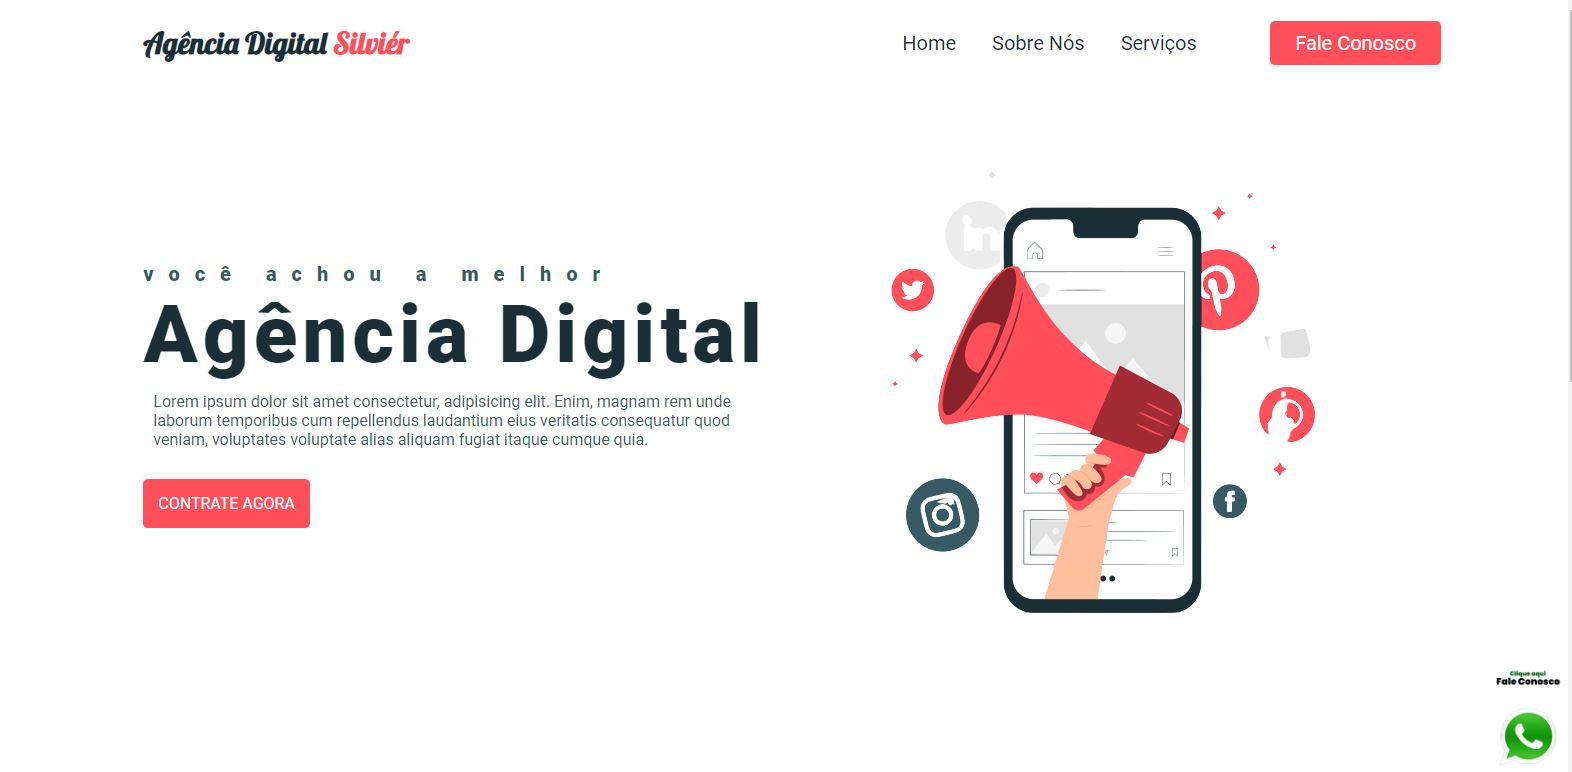 Agência Digital Silviér
Home
Sobre Nós
Serviços
Fale Conosco
você achou a melhor
Agência Digital
Lorem ipsum dolor sit amet consectetur, adipisicing elit. Enim, magnam rem unde
laborum temporibus cum repellendus laudantium eius veritatis consequatur quod
veniam, voluptates voluptate alias aliquam fugiat itaque cumque quia.
CONTRATE AGORA
in
f
Clique aqui
Fale Conosco